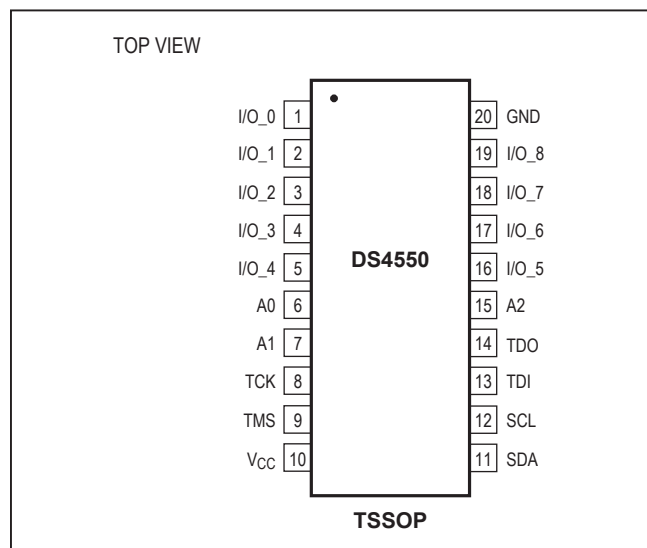 TOP VIEW
I/O_0 1 20 GND
I/O_1 2 19 I/O_8
I/O_2 3 18 I/O_7
I/O_3 4 17 I/O_6
I/O_4 5 DS4550 16 I/O_5
A0 6 15 A2
A1 7 14 TDO
TCK 8 13 TDI
TMS 9 12 SCL
VCC 10 11 SDA
TSSOP